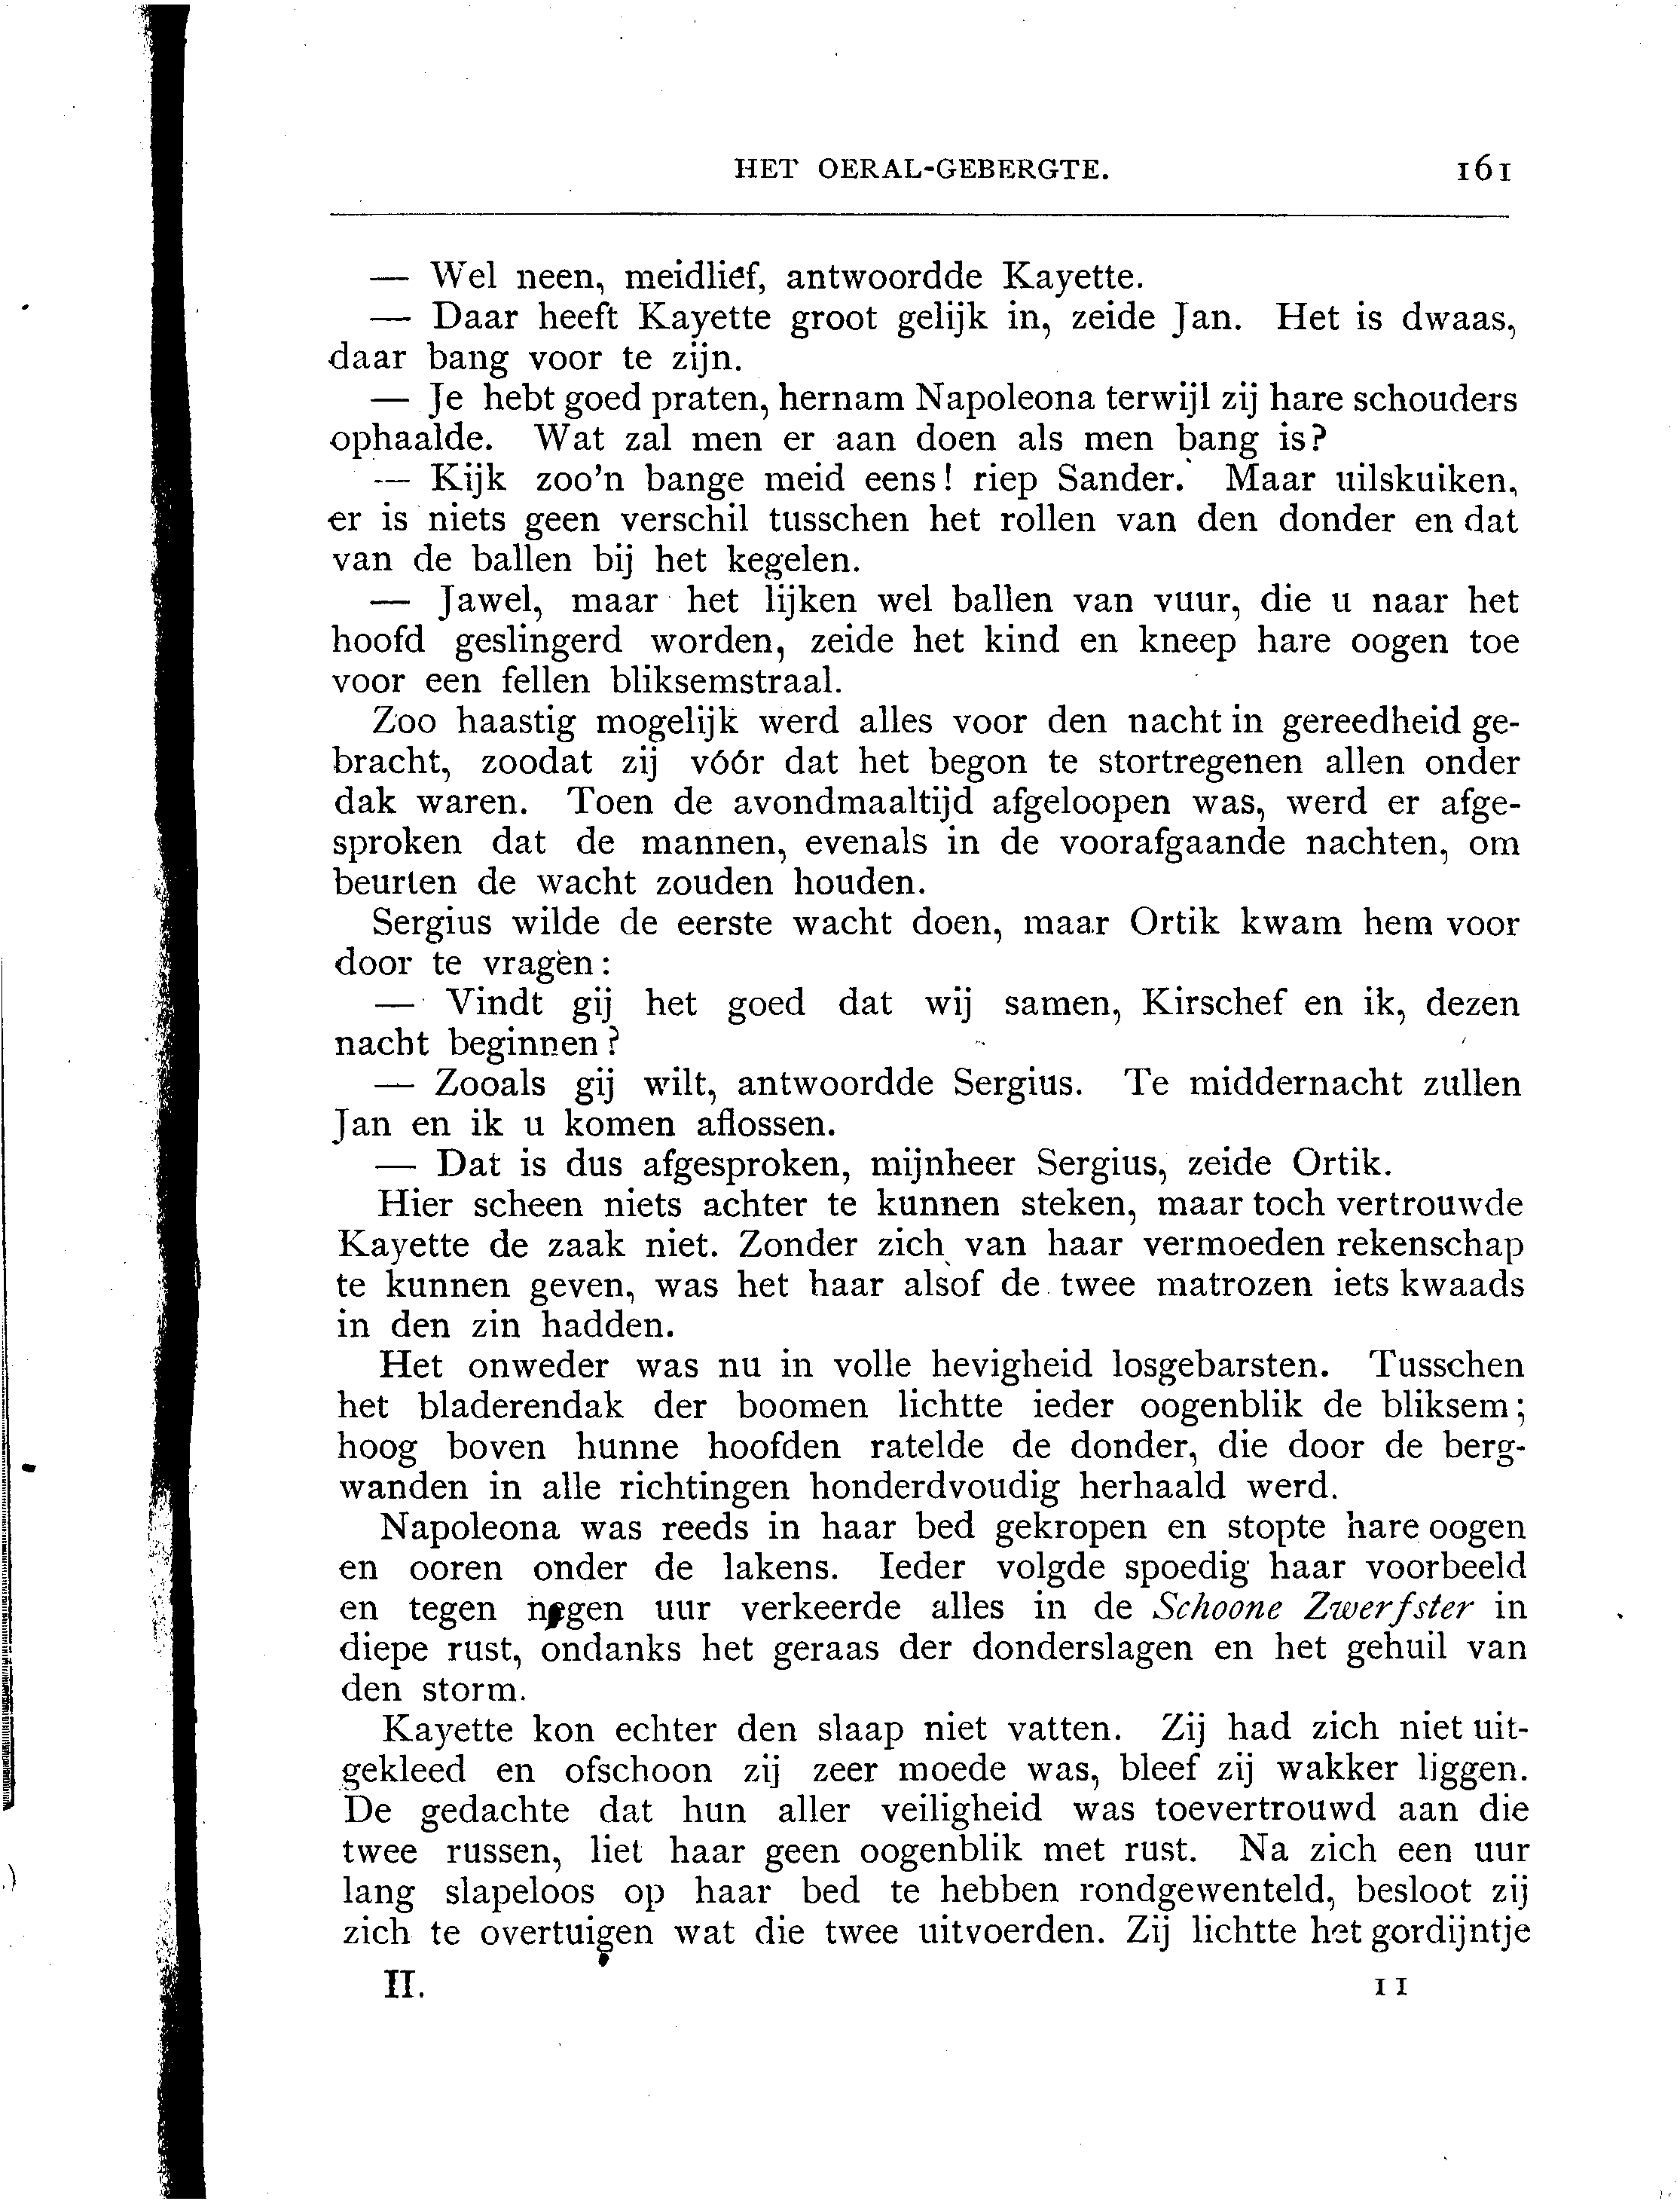 HET OERAL-GEBERGTE. 161
— Wel neen, meidlief, antwoordde Kayette.
— Daar heeft Kayette groot gelijk in, zeide Jan. Het is dwaas,
daar bang voor te zijn.
— Je hebt goed praten, hernam Napoleona terwijl zij hare schouders
ophaalde. Wat zal men er aan doen als men bang is?
— Kijk zoo'n bange meid eens! riep Sander. Maar uilskuiken,
er is niets geen verschil tusschen het rollen van den donder en dat
van de ballen bij het kegelen.
— Jawel, maar het lijken wel ballen van vuur, die u naar het
hoofd geslingerd worden, zeide het kind en kneep hare oogen toe
voor een fellen bliksemstraal.
Zoo haastig mogelijk werd alles voor den nacht in gereedheid ge-
bracht, zoodat zij vóór dat het begon te stortregenen allen onder
dak waren. Toen de avondmaaltijd afgeloopen was, werd er afge-
sproken dat de mannen, evenals in de voorafgaande nachten, om
beurten de wacht zouden houden.
Sergius wilde de eerste wacht doen, maar Ortik kwam hem voor
door te vragen:
— Vindt gij het goed dat wij samen, Kirschef en ik, dezen
nacht beginnen?
— Zooals gij wilt, antwoordde Sergius. Te middernacht zullen
Jan en ik u komen aflossen.
— Dat is dus afgesproken, mijnheer Sergius, zeide Ortik.
Hier scheen niets achter te kunnen steken, maar toch vertrouwde
Kayette de zaak niet. Zonder zich van haar vermoeden rekenschap
te kunnen geven, was het haar alsof de twee matrozen iets kwaads
in den zin hadden.
Het onweder was nu in volle hevigheid losgebarsten. Tusschen
het bladerendak der boomen lichtte ieder oogenblik de bliksem;
hoog boven hunne hoofden ratelde de donder, die door de berg-
wanden in alle richtingen honderdvoudig herhaald werd.
Napoleona was reeds in haar bed gekropen en stopte hare oogen
en ooren onder de lakens. Ieder volgde spoedig haar voorbeeld
en tegen negen uur verkeerde alles in de Schoone Zwerfster in
diepe rust, ondanks het geraas der donderslagen en het gehuil van
den storm.
Kayette kon echter den slaap niet vatten. Zij had zich niet uit-
gekleed en ofschoon zij zeer moede was, bleef zij wakker liggen.
De gedachte dat hun aller veiligheid was toevertrouwd aan die
twee russen, liet haar geen oogenblik met rust. Na zich een uur
lang slapeloos op haar bed te hebben rondgewenteld, besloot zij
zich te overtuigen wat die twee uitvoerden. Zij lichtte het gordijntje
II. 11